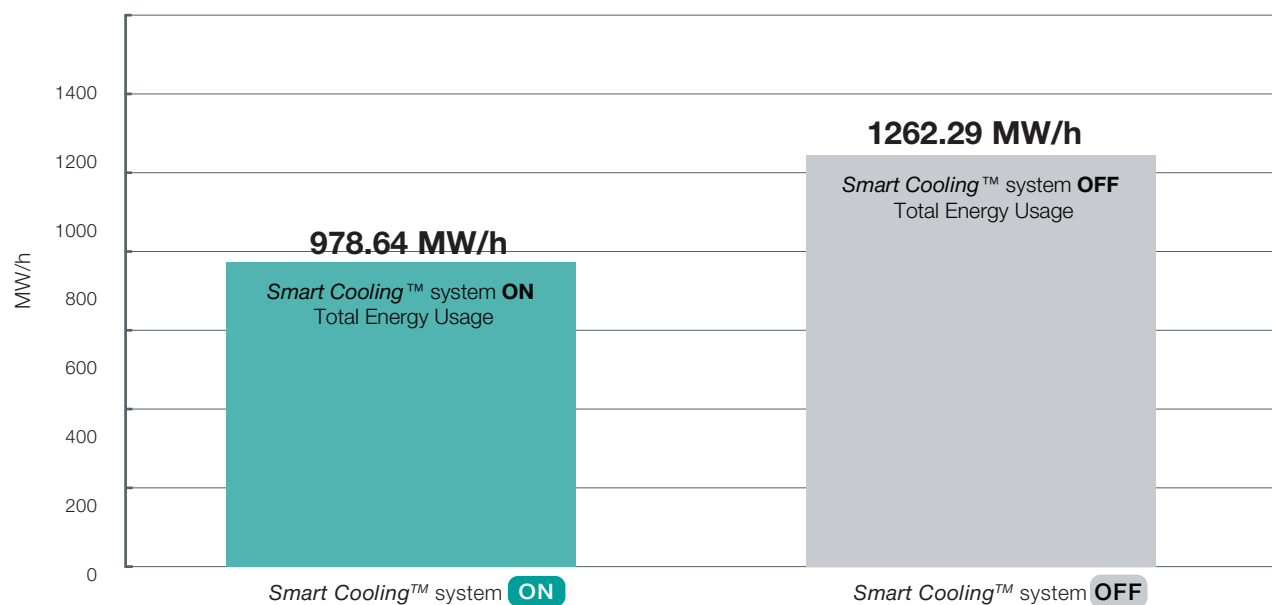 1400
1200
1000
800
600
400
200
0
MW/h
978.64 MW/h
Smart Cooling™ system ON
Total Energy Usage
1262.29 MW/h
Smart Cooling™ system OFF
Total Energy Usage
Smart Cooling™ system ON
Smart Cooling™ system OFF